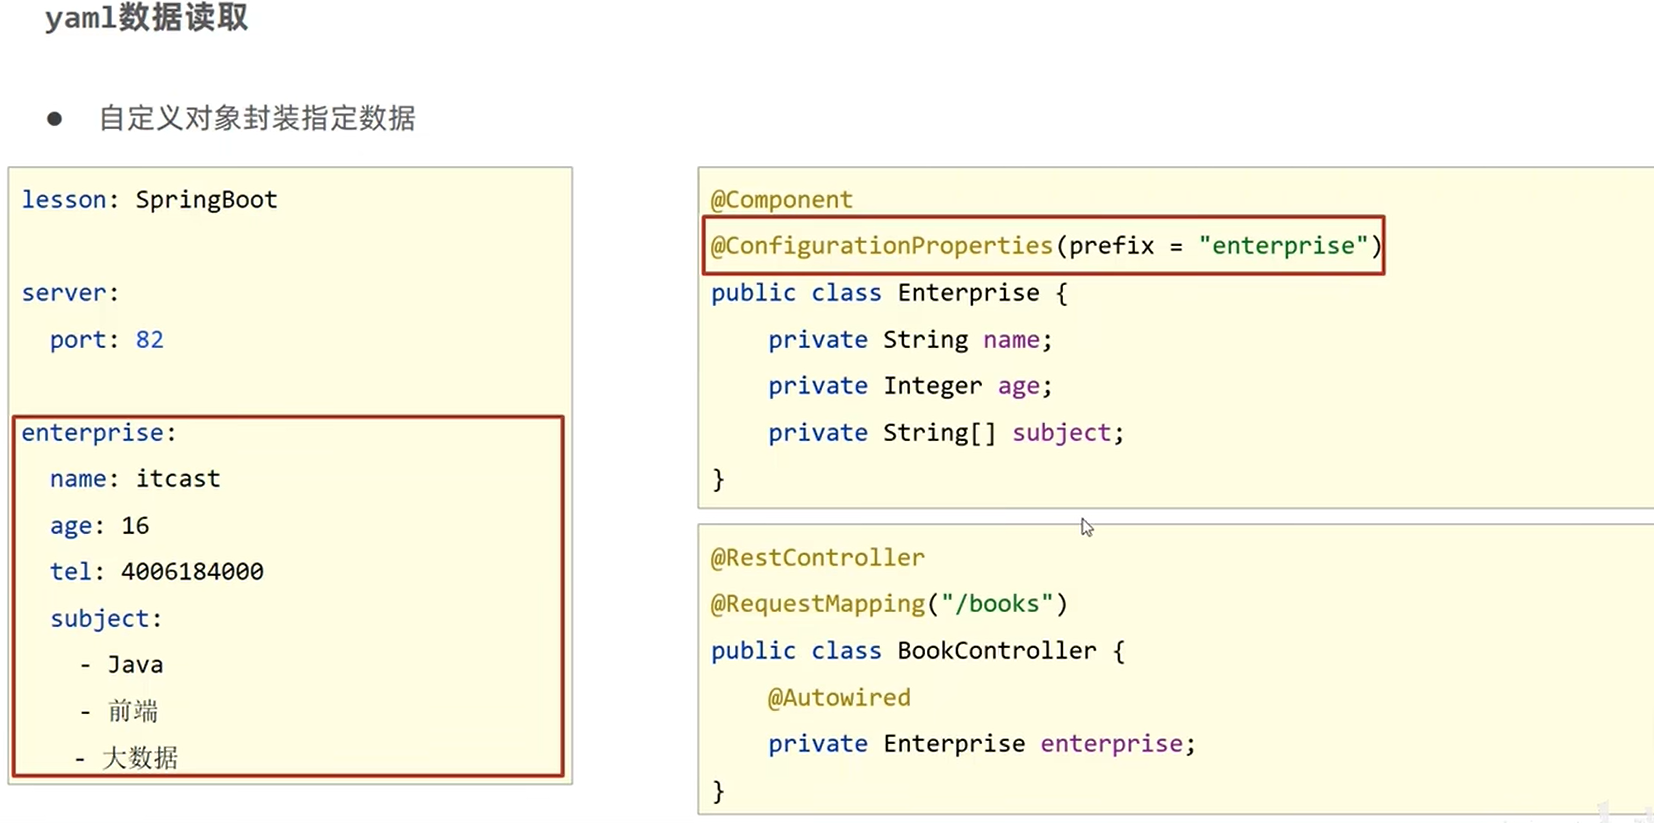 yaml数据读取
● 自定义对象封装指定数据
lesson: SpringBoot
server:
  port: 82
enterprise:
  name: itcast
  age: 16
  tel: 4006184000
  subject:
    - Java
    - 前端
    - 大数据
@Component
@ConfigurationProperties(prefix = "enterprise")
public class Enterprise {
    private String name;
    private Integer age;
    private String[] subject;
}
@RestController
@RequestMapping("/books")
public class BookController {
    @Autowired
    private Enterprise enterprise;
}